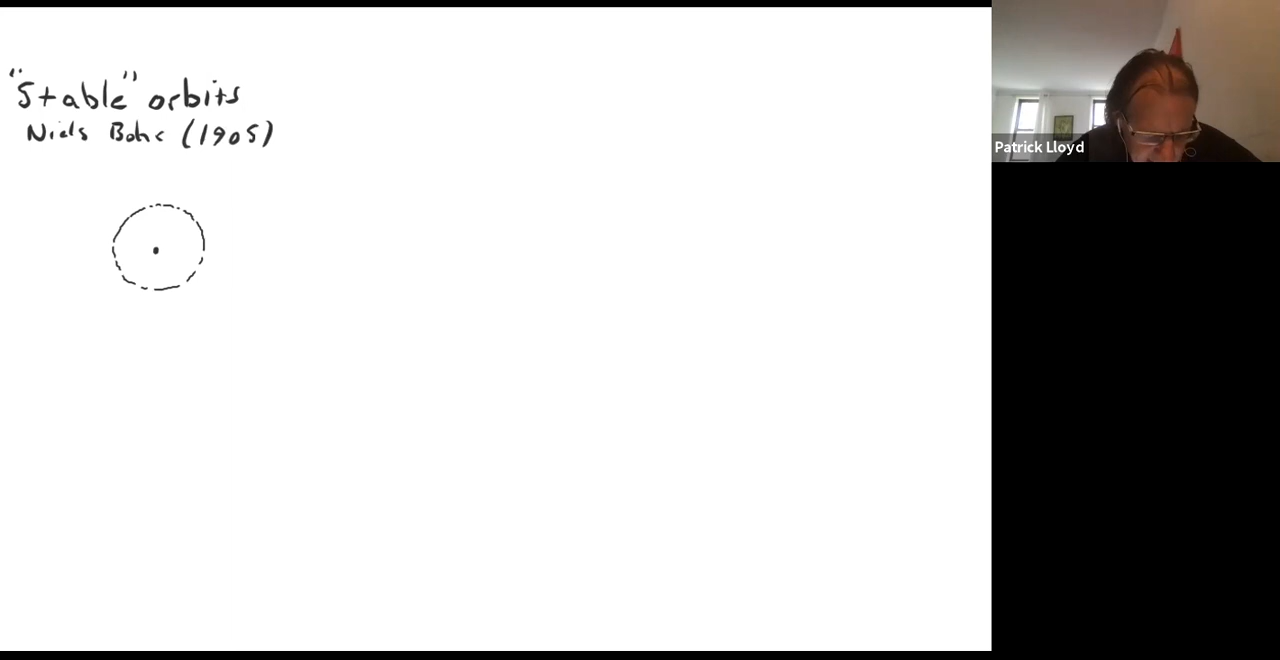 "Stable" orbits
Niels Bohr (1905)
Patrick Lloyd